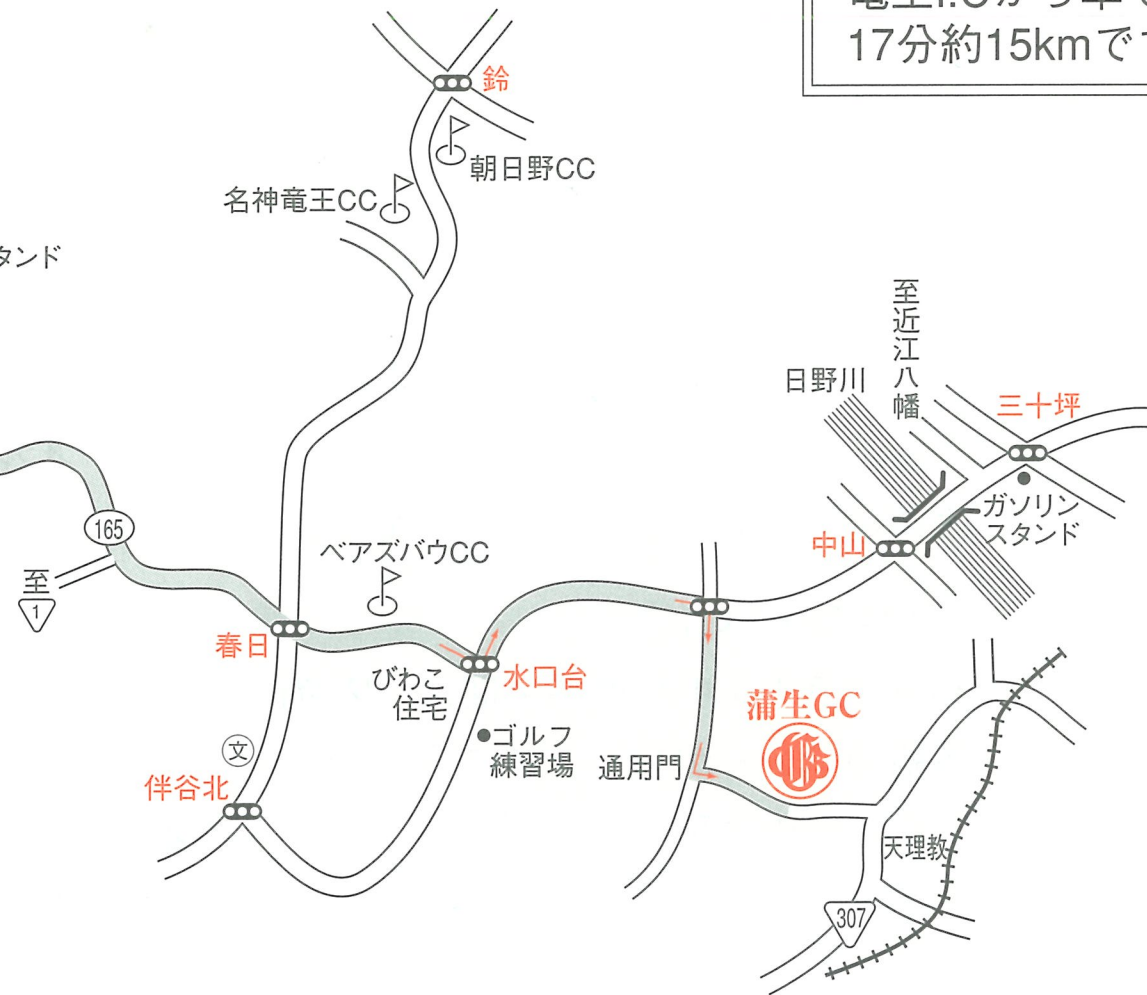 17分約15kmで
鈴
朝日野CC
名神竜王CC
タンド
至近江八幡
日野川
三十坪
ガソリン
スタンド
中山
165
至
1
ベアズバウCC
春日
びわこ
住宅
水口台
ゴルフ
練習場
通用門
蒲生GC
文
伴谷北
天理教
307